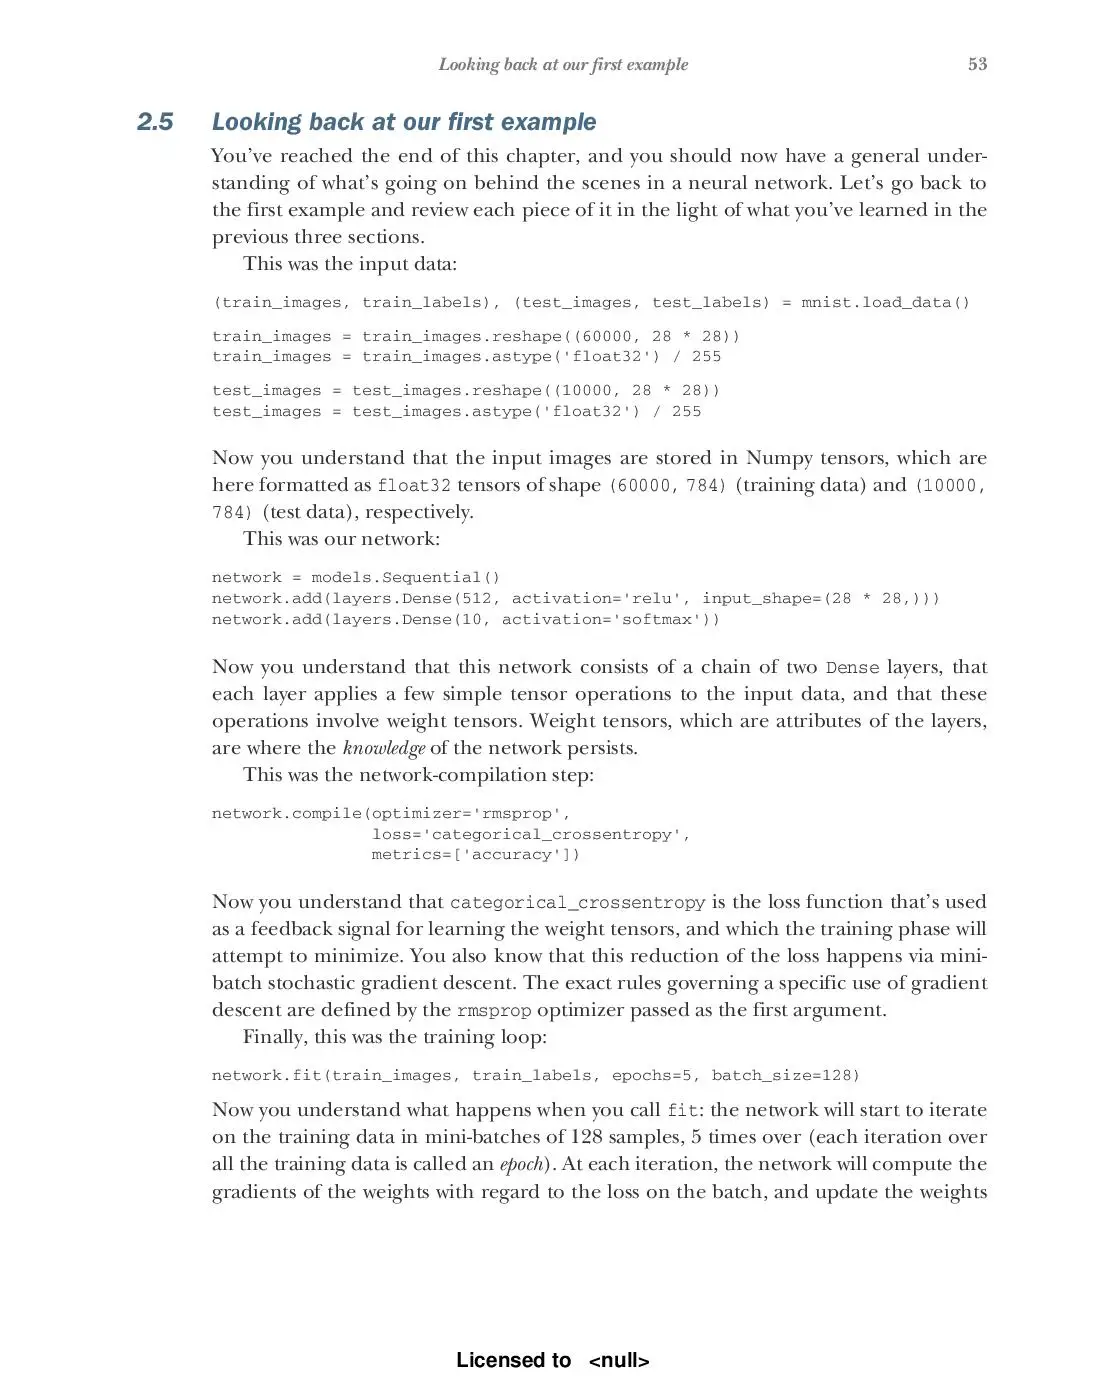 Looking back at our first example 53
2.5 Looking back at our first example
You've reached the end of this chapter, and you should now have a general under-
standing of what's going on behind the scenes in a neural network. Let's go back to
the first example and review each piece of it in the light of what you've learned in the
previous three sections.
This was the input data:
(train_images, train_labels), (test_images, test_labels) = mnist.load_data()
train_images = train_images.reshape((60000, 28 * 28))
train_images = train_images.astype('float32') / 255
test_images = test_images.reshape((10000, 28 * 28))
test_images = test_images.astype('float32') / 255
Now you understand that the input images are stored in Numpy tensors, which are
here formatted as float32 tensors of shape (60000, 784) (training data) and (10000,
784) (test data), respectively.
This was our network:
network = models.Sequential()
network.add(layers.Dense(512, activation='relu', input_shape=(28 * 28,)))
network.add(layers.Dense(10, activation='softmax'))
Now you understand that this network consists of a chain of two Dense layers, that
each layer applies a few simple tensor operations to the input data, and that these
operations involve weight tensors. Weight tensors, which are attributes of the layers,
are where the knowledge of the network persists.
This was the network-compilation step:
network.compile(optimizer='rmsprop',
loss='categorical_crossentropy',
metrics=['accuracy'])
Now you understand that categorical_crossentropy is the loss function that's used
as a feedback signal for learning the weight tensors, and which the training phase will
attempt to minimize. You also know that this reduction of the loss happens via mini-
batch stochastic gradient descent. The exact rules governing a specific use of gradient
descent are defined by the rmsprop optimizer passed as the first argument.
Finally, this was the training loop:
network.fit(train_images, train_labels, epochs=5, batch_size=128)
Now you understand what happens when you call fit: the network will start to iterate
on the training data in mini-batches of 128 samples, 5 times over (each iteration over
all the training data is called an epoch). At each iteration, the network will compute the
gradients of the weights with regard to the loss on the batch, and update the weights
Licensed to <null>